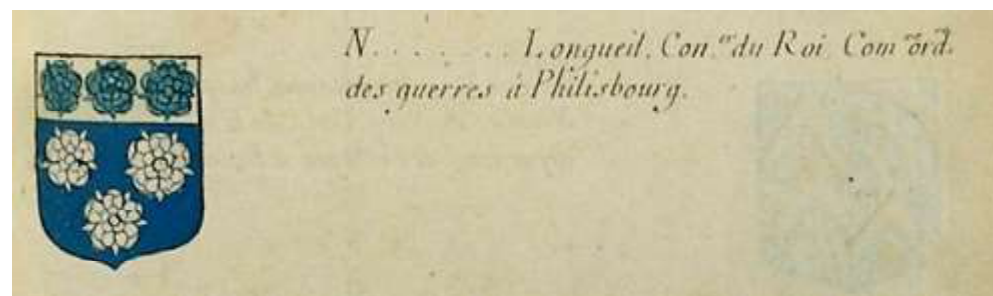 N. . . . . . . Longueil, Con.er du Roi, Com.re ord.
des guerres à Philisbourg.